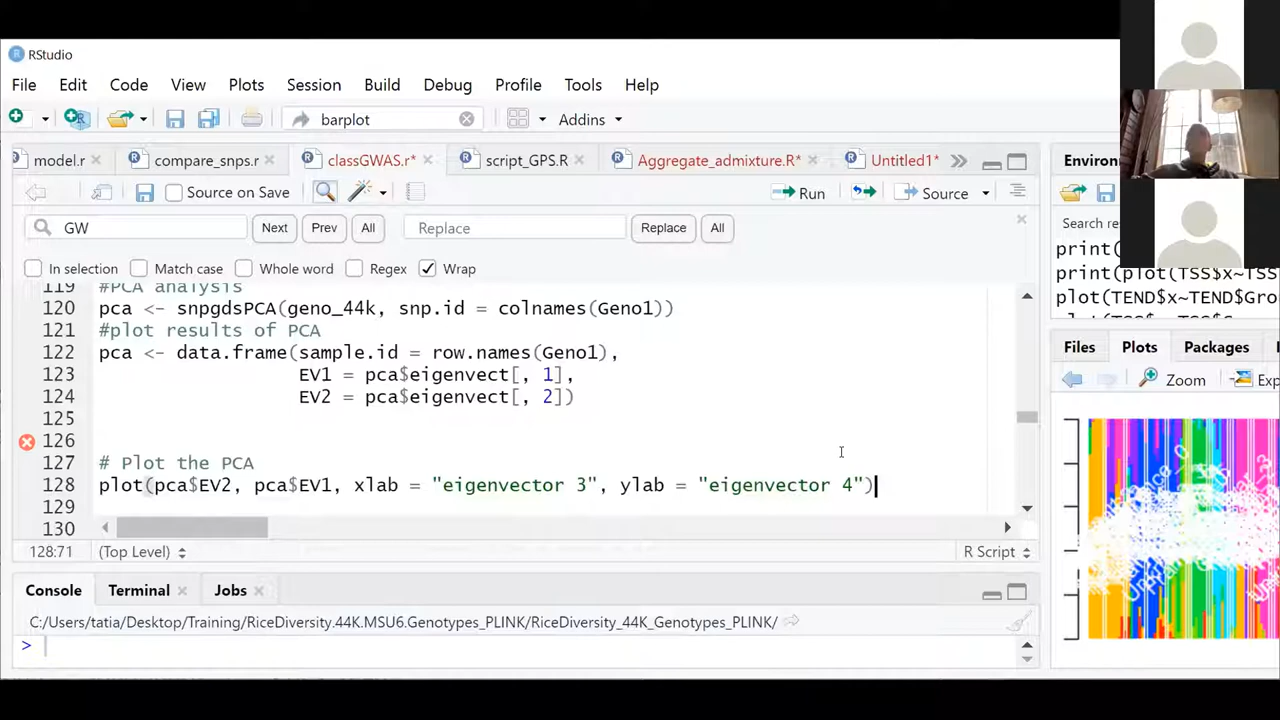 RStudio
File Edit Code View Plots Session Build Debug Profile Tools Help
barplot Addins
model.r compare_snps.r classGWAS.r* script_GPS.R Aggregate_admixture.R* Untitled1*
Source on Save Run Source
GW Next Prev All Replace Replace All
In selection Match case Whole word Regex Wrap
119 #PCA analysis
120 pca <- snpgdsPCA(geno_44k, snp.id = colnames(Geno1))
121 #plot results of PCA
122 pca <- data.frame(sample.id = row.names(Geno1),
123 EV1 = pca$eigenvect[, 1],
124 EV2 = pca$eigenvect[, 2])
125
126
127 # Plot the PCA
128 plot(pca$EV2, pca$EV1, xlab = "eigenvector 3", ylab = "eigenvector 4")
129
130
128:71 (Top Level) R Script
Console Terminal Jobs
C:/Users/tatia/Desktop/Training/RiceDiversity.44K.MSU6.Genotypes_PLINK/RiceDiversity_44K_Genotypes_PLINK/
>
Environ
Search re
print(
print(plot(TSS$x~TSS
plot(TEND$x~TEND$Gro
Files Plots Packages
Zoom Exp